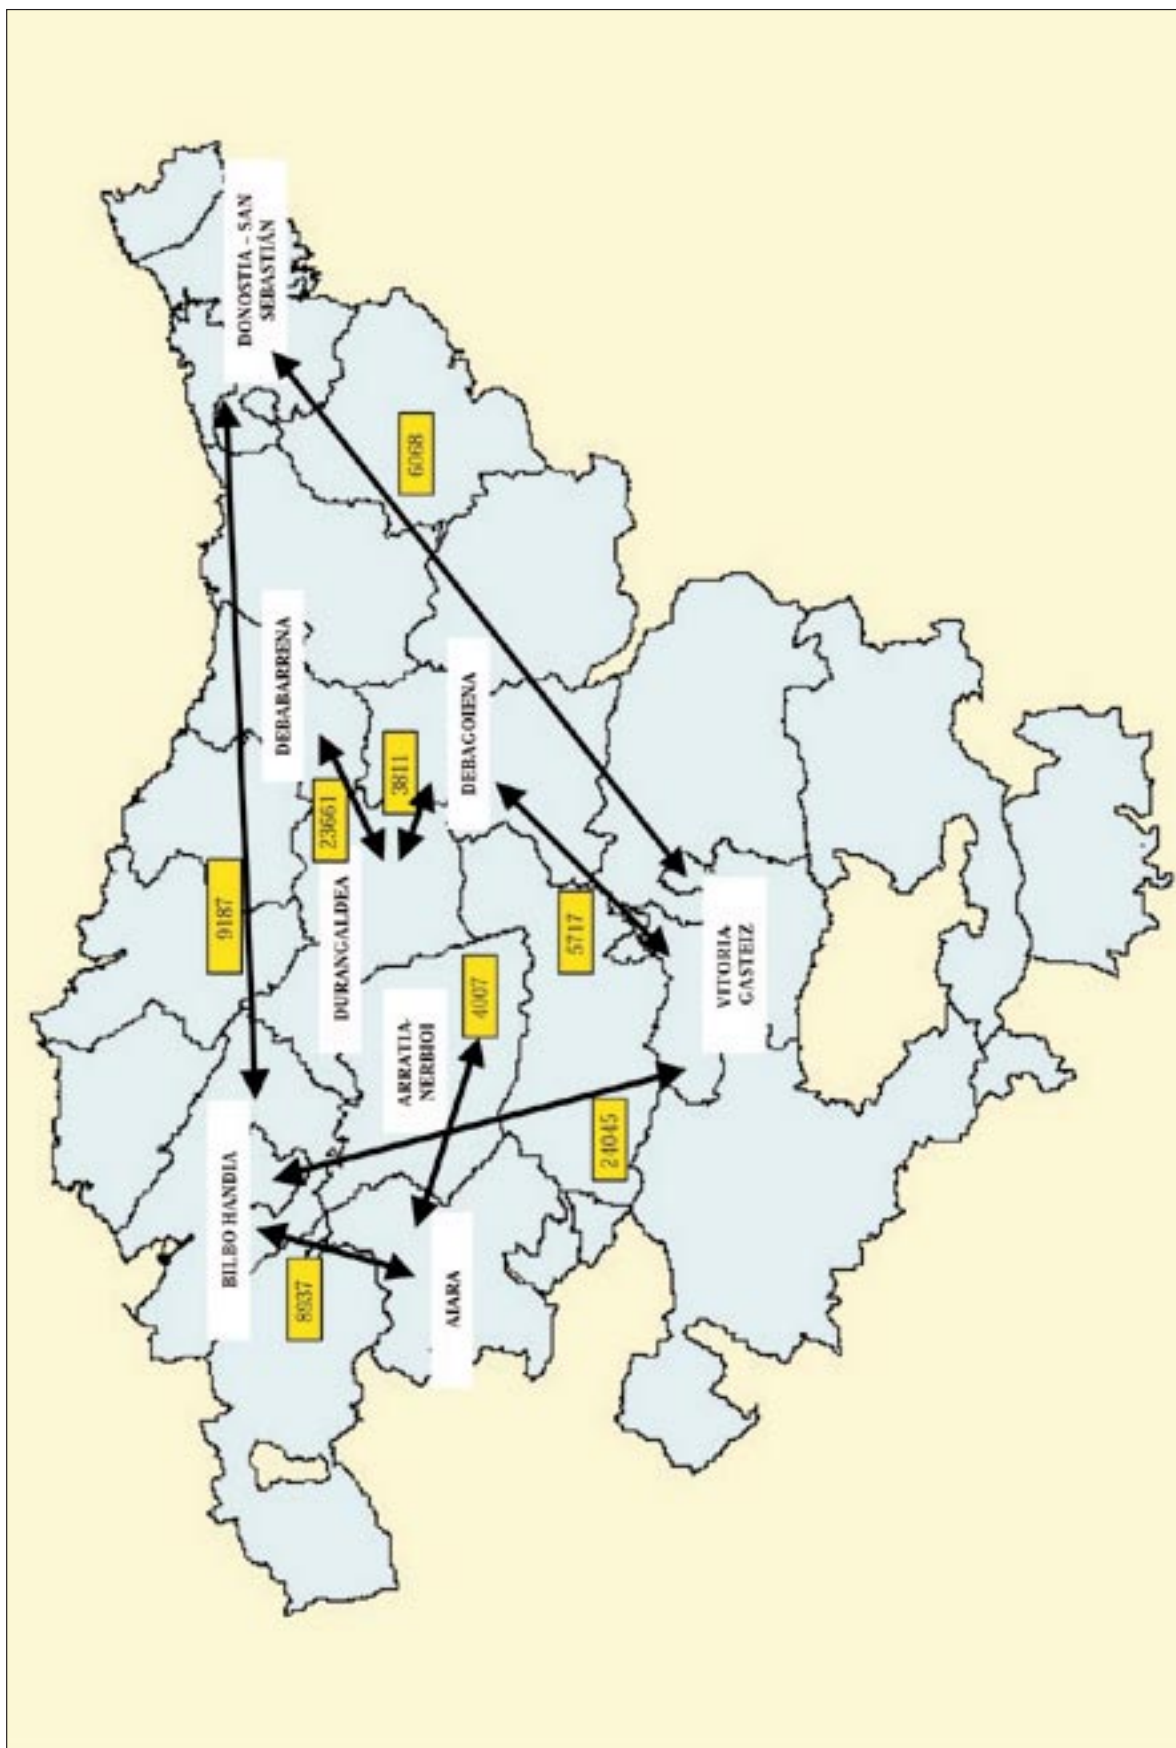 BILBO HANDIA
9187
DONOSTIA – SAN
SEBASTIÁN
DEBABARRENA
8937
23661
DURANGALDEA
3811
ARRATIA-
NERBIOI
6068
AIARA
DEBAGOIENA
4007
5717
24045
VITORIA-
GASTEIZ